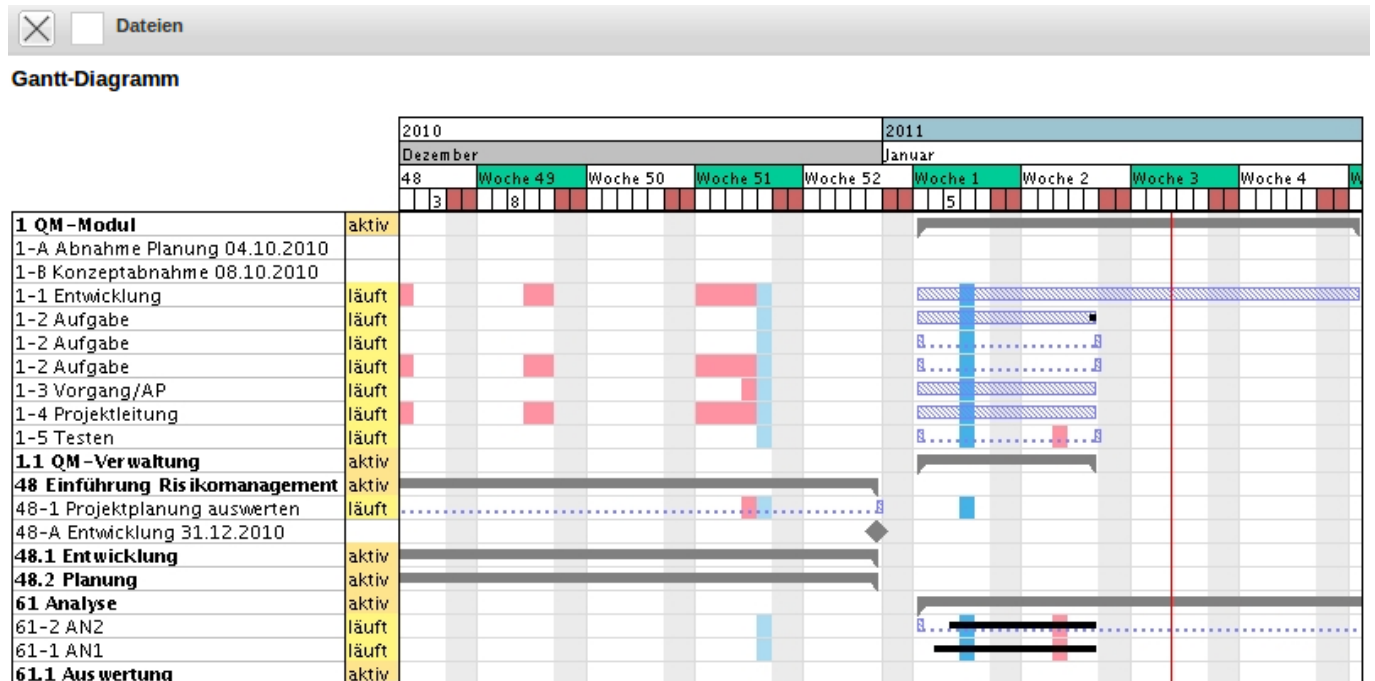 Dateien
Gantt-Diagramm
2010 2011
Dezember Januar
48 Woche 49 Woche 50 Woche 51 Woche 52 Woche 1 Woche 2 Woche 3 Woche 4 W
3 8 5
1 QM-Modul aktiv
1-A Abnahme Planung 04.10.2010
1-B Konzeptabnahme 08.10.2010
1-1 Entwicklung läuft
1-2 Aufgabe läuft
1-2 Aufgabe läuft
1-2 Aufgabe läuft
1-3 Vorgang/AP läuft
1-4 Projektleitung läuft
1-5 Testen läuft
1.1 QM-Verwaltung aktiv
48 Einführung Risikomanagement aktiv
48-1 Projektplanung auswerten läuft
48-A Entwicklung 31.12.2010
48.1 Entwicklung aktiv
48.2 Planung aktiv
61 Analyse aktiv
61-2 AN2 läuft
61-1 AN1 läuft
61.1 Auswertung aktiv